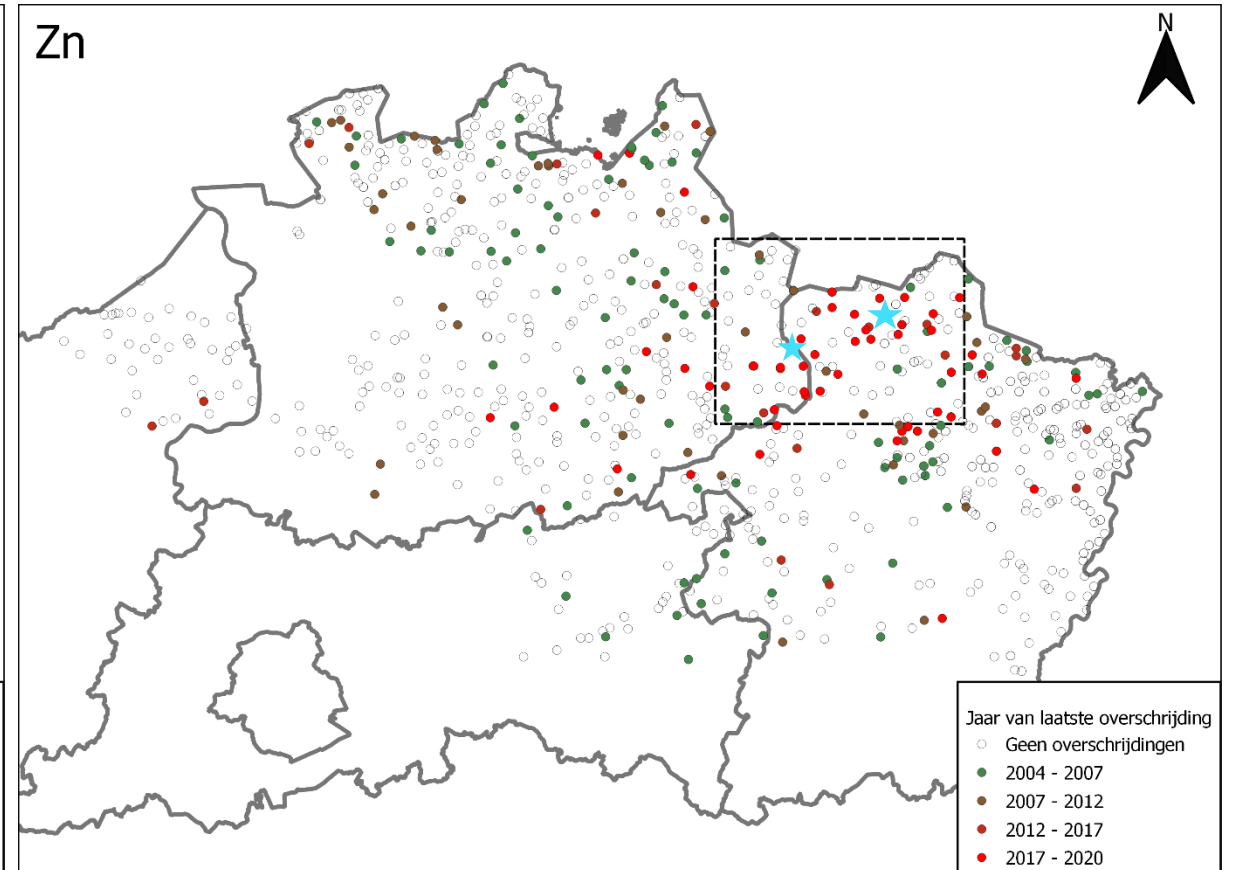 Zn
N
Jaar van laatste overschrijding
Geen overschrijdingen
2004 - 2007
2007 - 2012
2012 - 2017
2017 - 2020